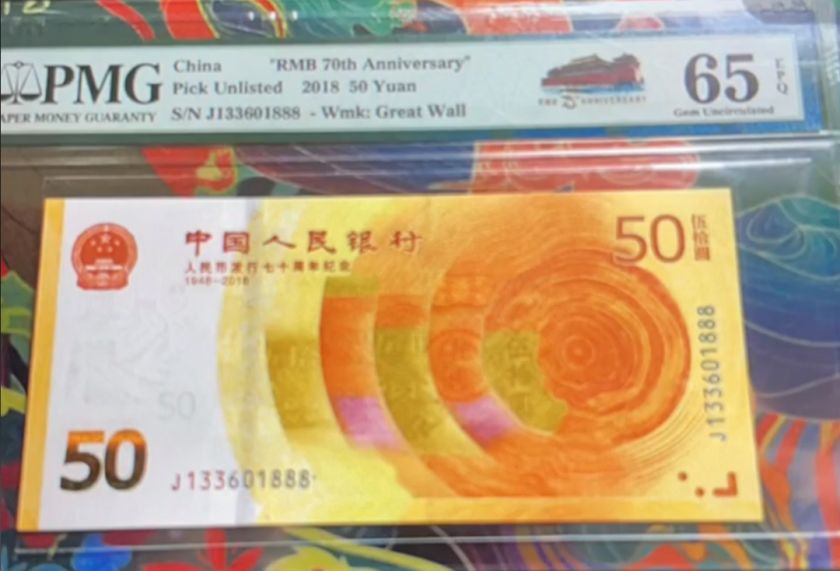 PMG
PAPER MONEY GUARANTY
China "RMB 70th Anniversary"
Pick Unlisted 2018 50 Yuan
S/N J133601888 - Wmk: Great Wall
65
EPQ
Gem Uncirculated
中国人民银行
人民币发行七十周年纪念
1948-2018
50
伍拾圆
J133601888
50
50
J133601888